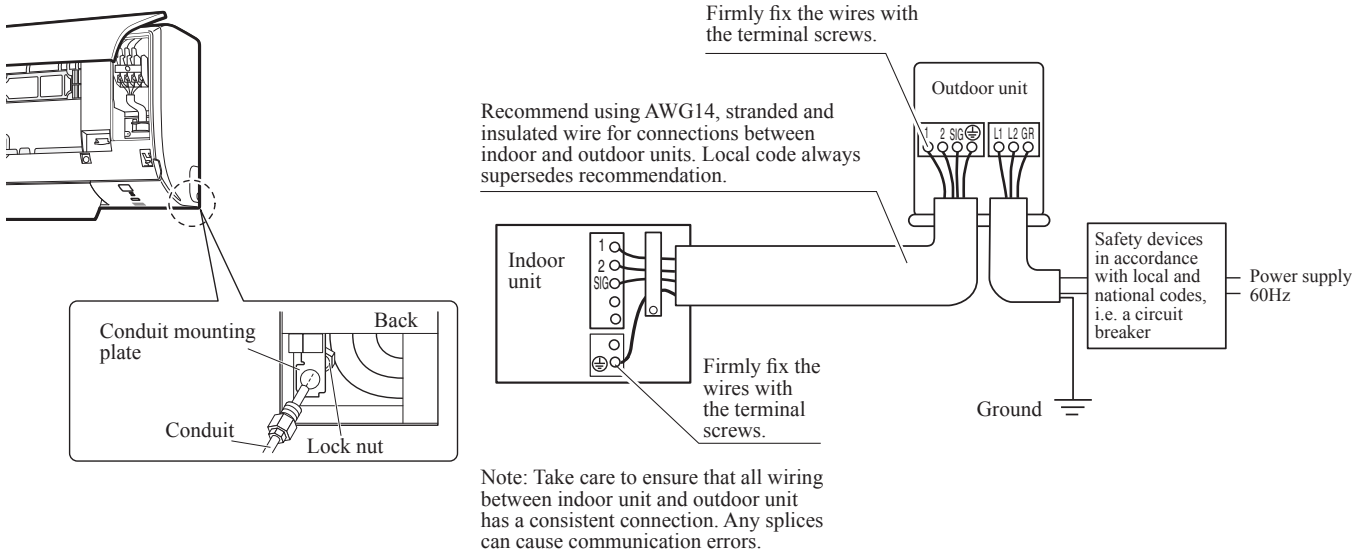 Firmly fix the wires with
the terminal screws.
Outdoor unit
1 2 SIG
L1 L2 GR
Recommend using AWG14, stranded and
insulated wire for connections between
indoor and outdoor units. Local code always
supersedes recommendation.
Indoor
unit
1
2
SIG
Safety devices
in accordance
with local and
national codes,
i.e. a circuit
breaker
Power supply
60Hz
Back
Conduit mounting
plate
Conduit
Lock nut
Firmly fix the
wires with
the terminal
screws.
Ground
Note: Take care to ensure that all wiring
between indoor unit and outdoor unit
has a consistent connection. Any splices
can cause communication errors.